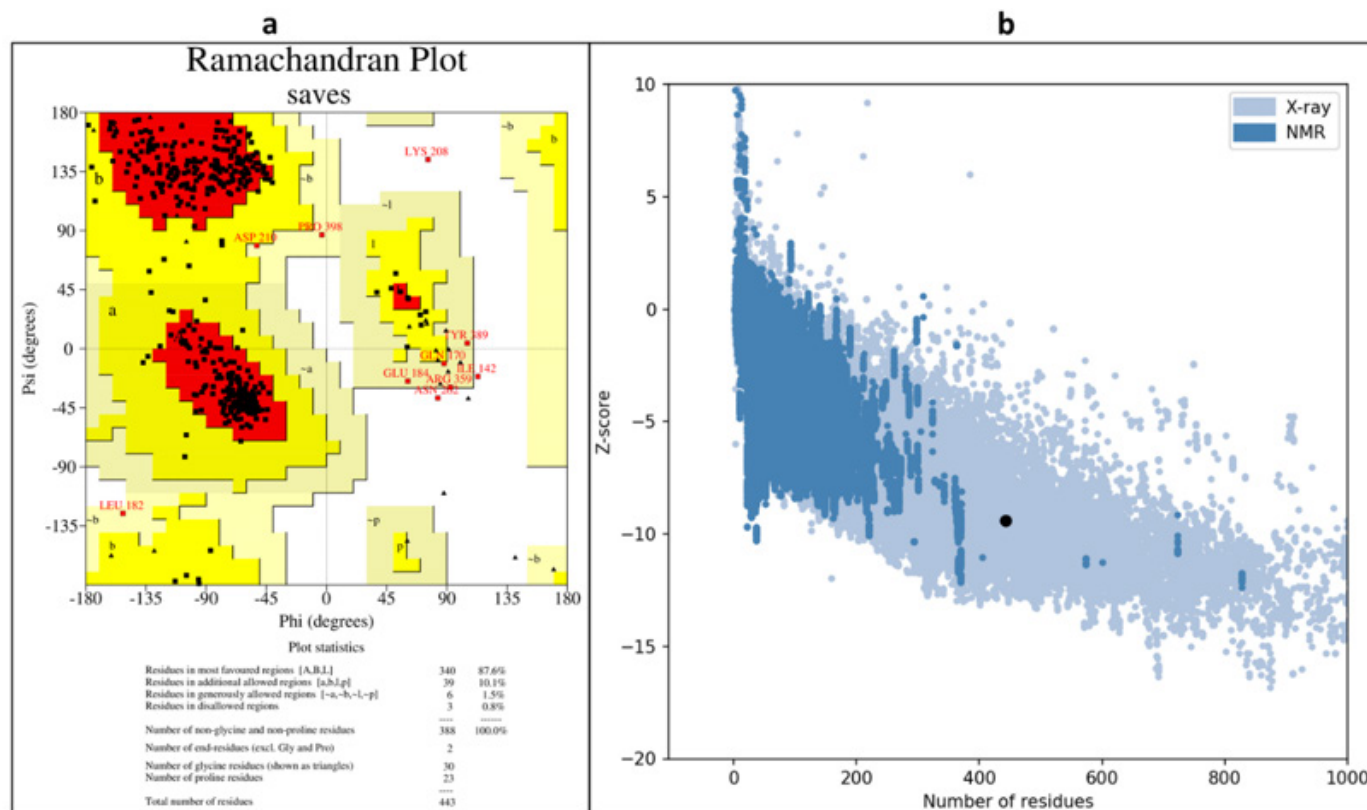 a
b
Ramachandran Plot
saves
180
135
90
45
0
-45
-90
-135
-180
-135
-90
-45
0
45
90
135
180
Psi (degrees)
Phi (degrees)
b
~b
~b
b
LYS 208
PRO 398
ASP 210
~l
l
a
~a
TYR 389
GLN 170
ILE 142
GLU 184
ARG 359
LEU 182
~b
b
~p
p
~b
Plot statistics
Residues in most favoured regions [A,B,L] 340 87.6%
Residues in additional allowed regions [a,b,l,p] 39 10.1%
Residues in generously allowed regions [~a,~b,~l,~p] 6 1.5%
Residues in disallowed regions 3 0.8%
---- ------
Number of non-glycine and non-proline residues 388 100.0%
Number of end-residues (excl. Gly and Pro) 2
Number of glycine residues (shown as triangles) 30
Number of proline residues 23
----
Total number of residues 443
10
5
0
−5
−10
−15
−20
Z-score
X-ray
NMR
0 200 400 600 800 1000
Number of residues